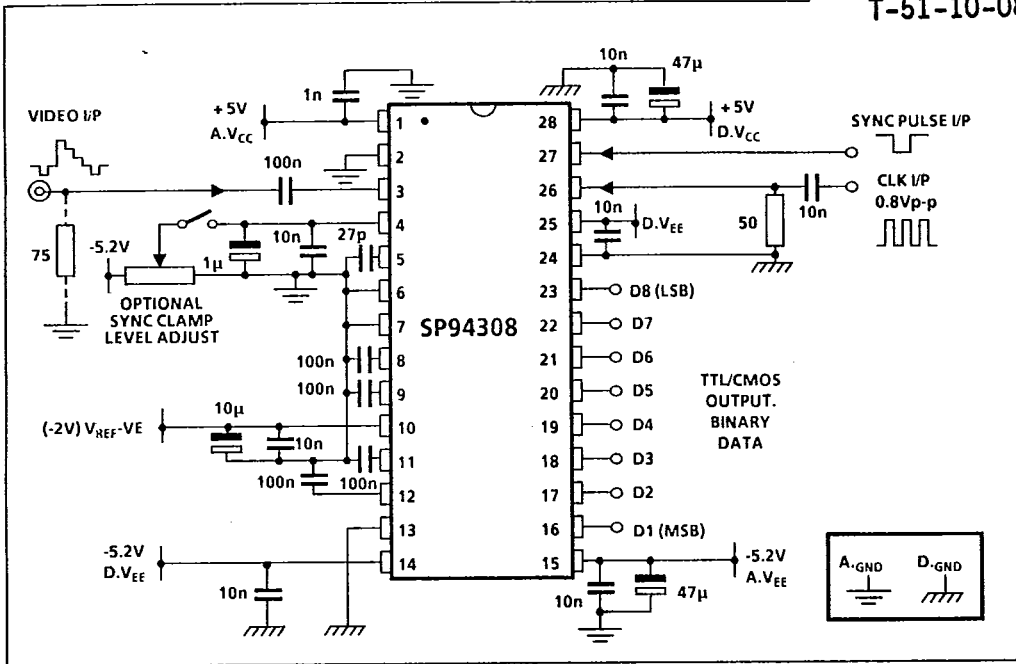 T-51-10-08
VIDEO I/P
75
-5.2V
OPTIONAL
SYNC CLAMP
LEVEL ADJUST
+5V
A.VCC
1n
100n
10n
1µ
27p
100n
100n
(-2V) VREF-VE
10µ
10n
100n
100n
-5.2V
D.VEE
10n
1
2
3
4
5
6
7
8
9
10
11
12
13
14
SP94308
28
27
26
25
24
23
22
21
20
19
18
17
16
15
10n
47µ
+5V
D.VCC
SYNC PULSE I/P
CLK I/P
0.8Vp-p
10n
50
10n
D.VEE
D8 (LSB)
D7
D6
D5
D4
D3
D2
D1 (MSB)
TTL/CMOS
OUTPUT.
BINARY
DATA
-5.2V
A.VEE
10n
47µ
A.GND
D.GND